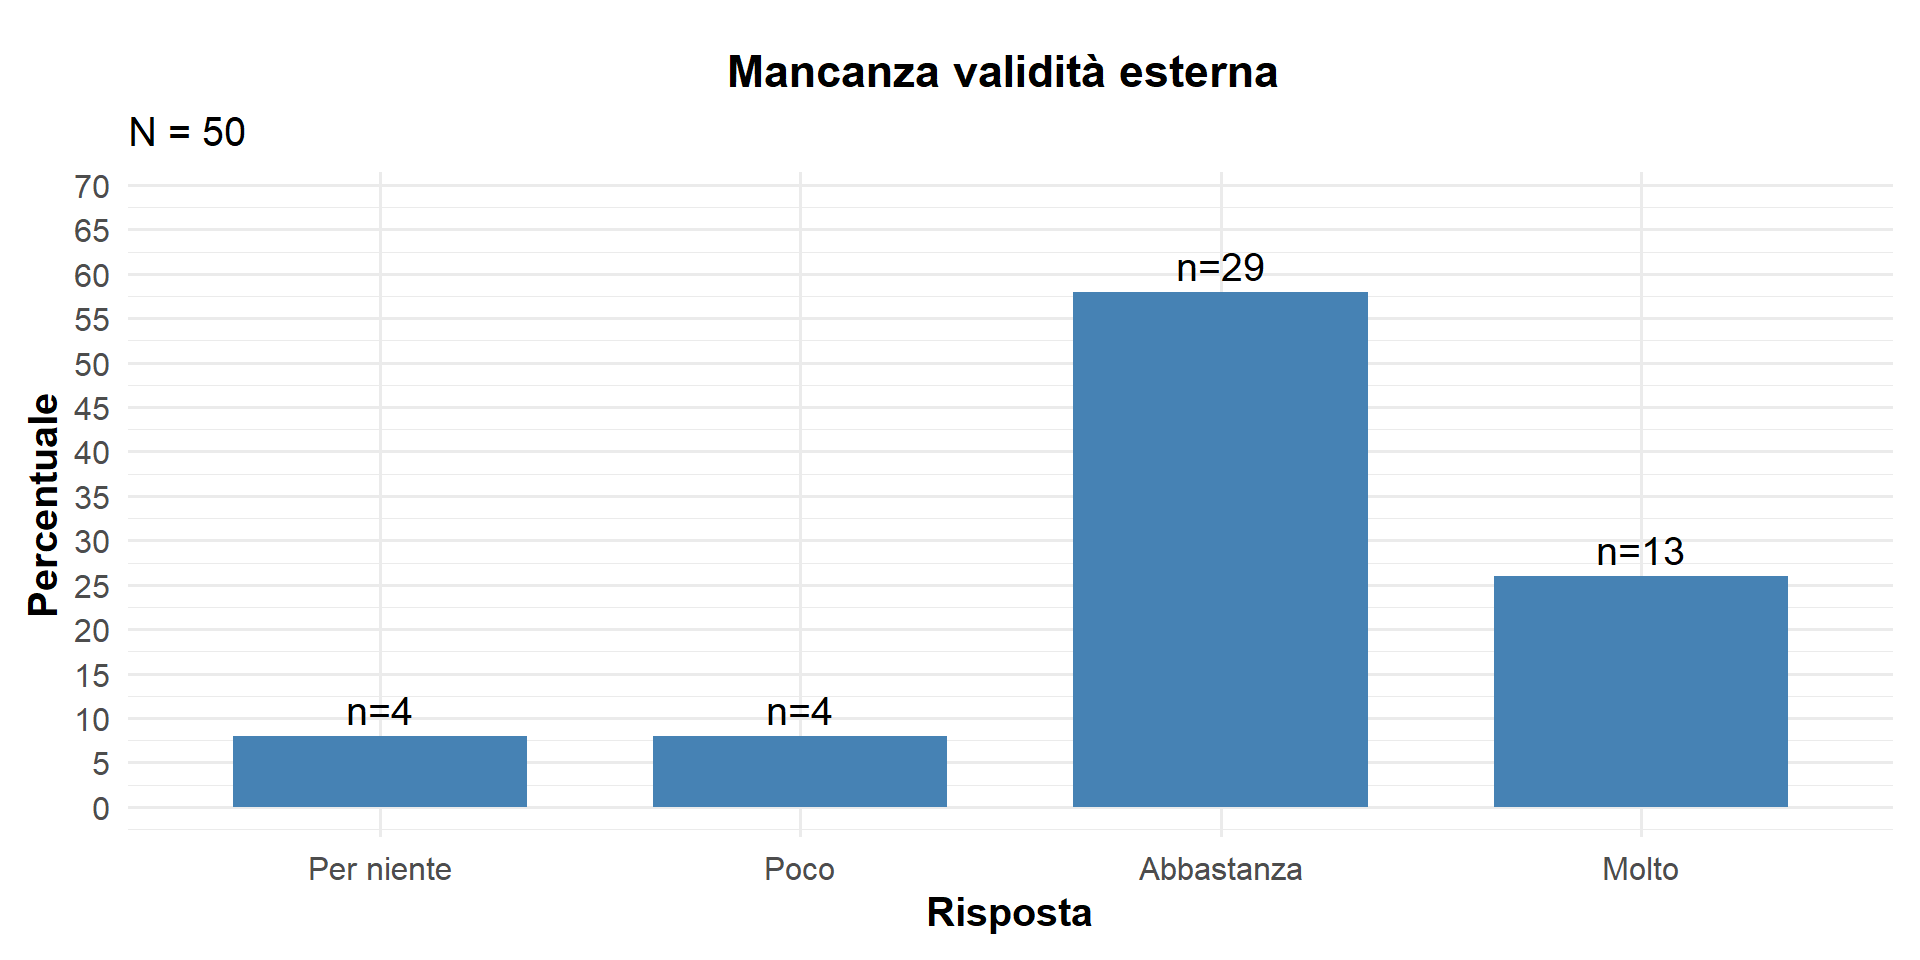 Mancanza validità esterna
N = 50
Percentuale
70
65
60
55
50
45
40
35
30
25
20
15
10
5
0
n=4
n=4
n=29
n=13
Per niente
Poco
Abbastanza
Molto
Risposta